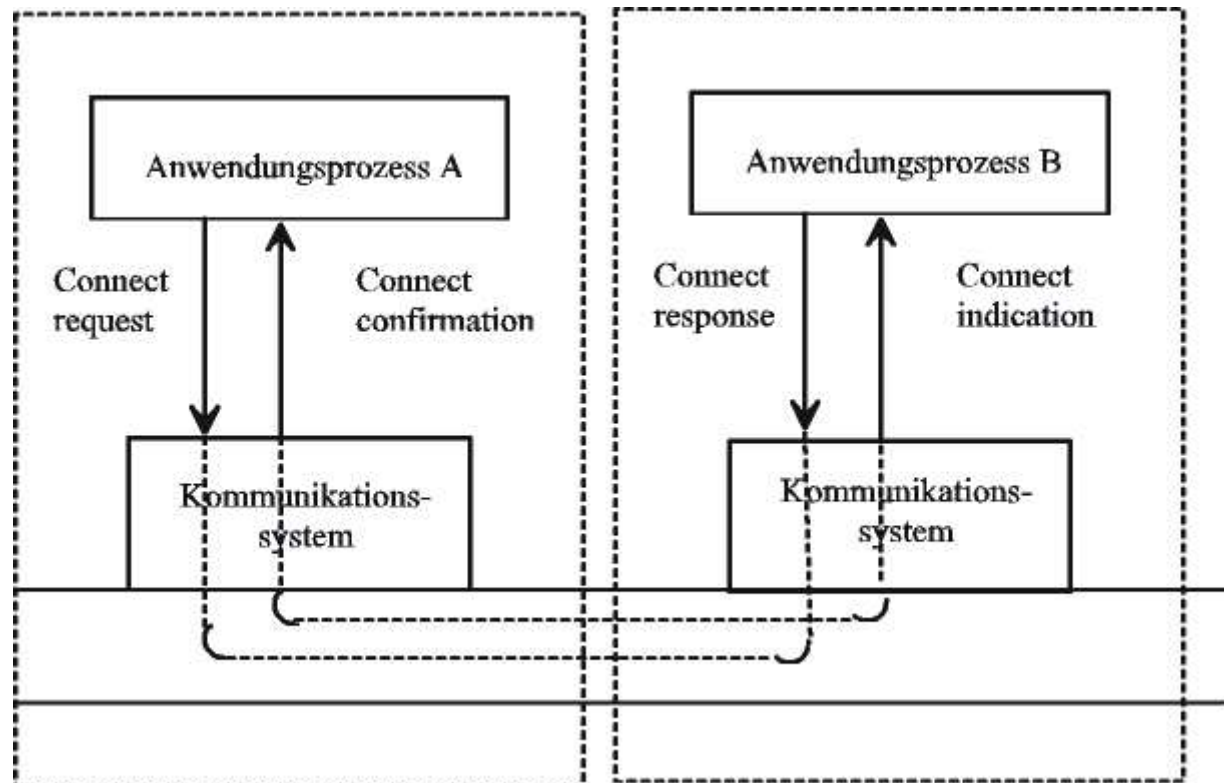 Anwendungsprozess A
Anwendungsprozess B
Connect
request
Connect
confirmation
Connect
response
Connect
indication
Kommunikations-
system
Kommunikations-
system